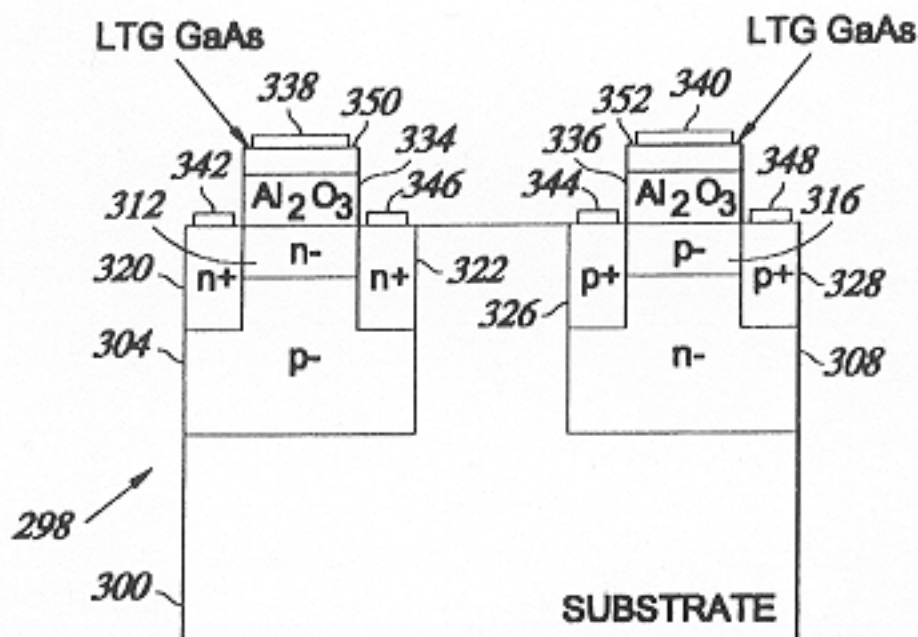 LTG GaAs LTG GaAs
338 350 352 340
342 334 336
346 344 348
312 Al2O3 Al2O3 316
n- p-
320 n+ n+ 322 p+ p+ 328
326
304 p- n- 308
298
300 SUBSTRATE